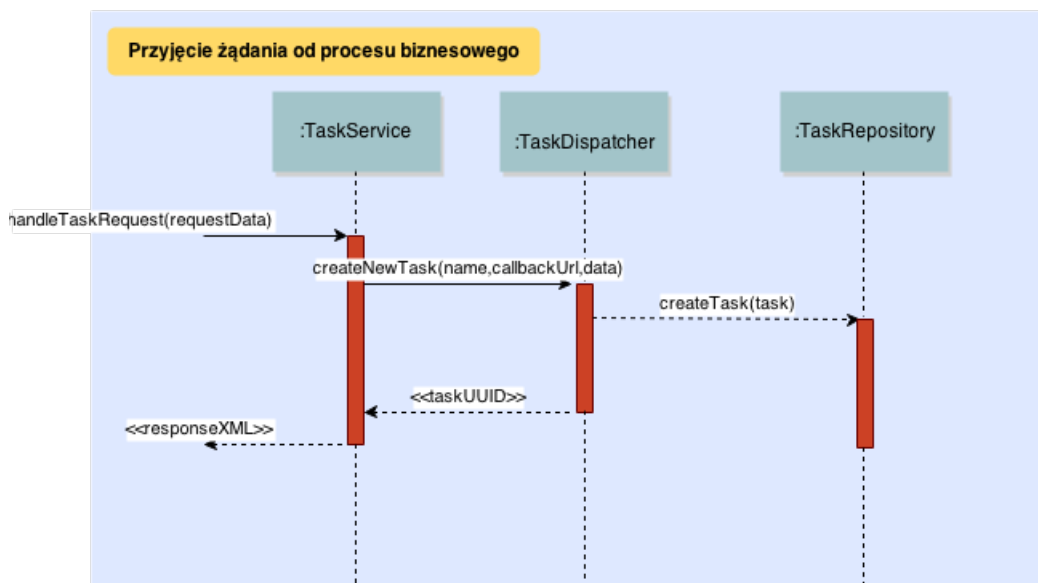 Przyjęcie żądania od procesu biznesowego
:TaskService
:TaskDispatcher
:TaskRepository
handleTaskRequest(requestData)
createNewTask(name,callbackUrl,data)
createTask(task)
<<taskUUID>>
<<responseXML>>